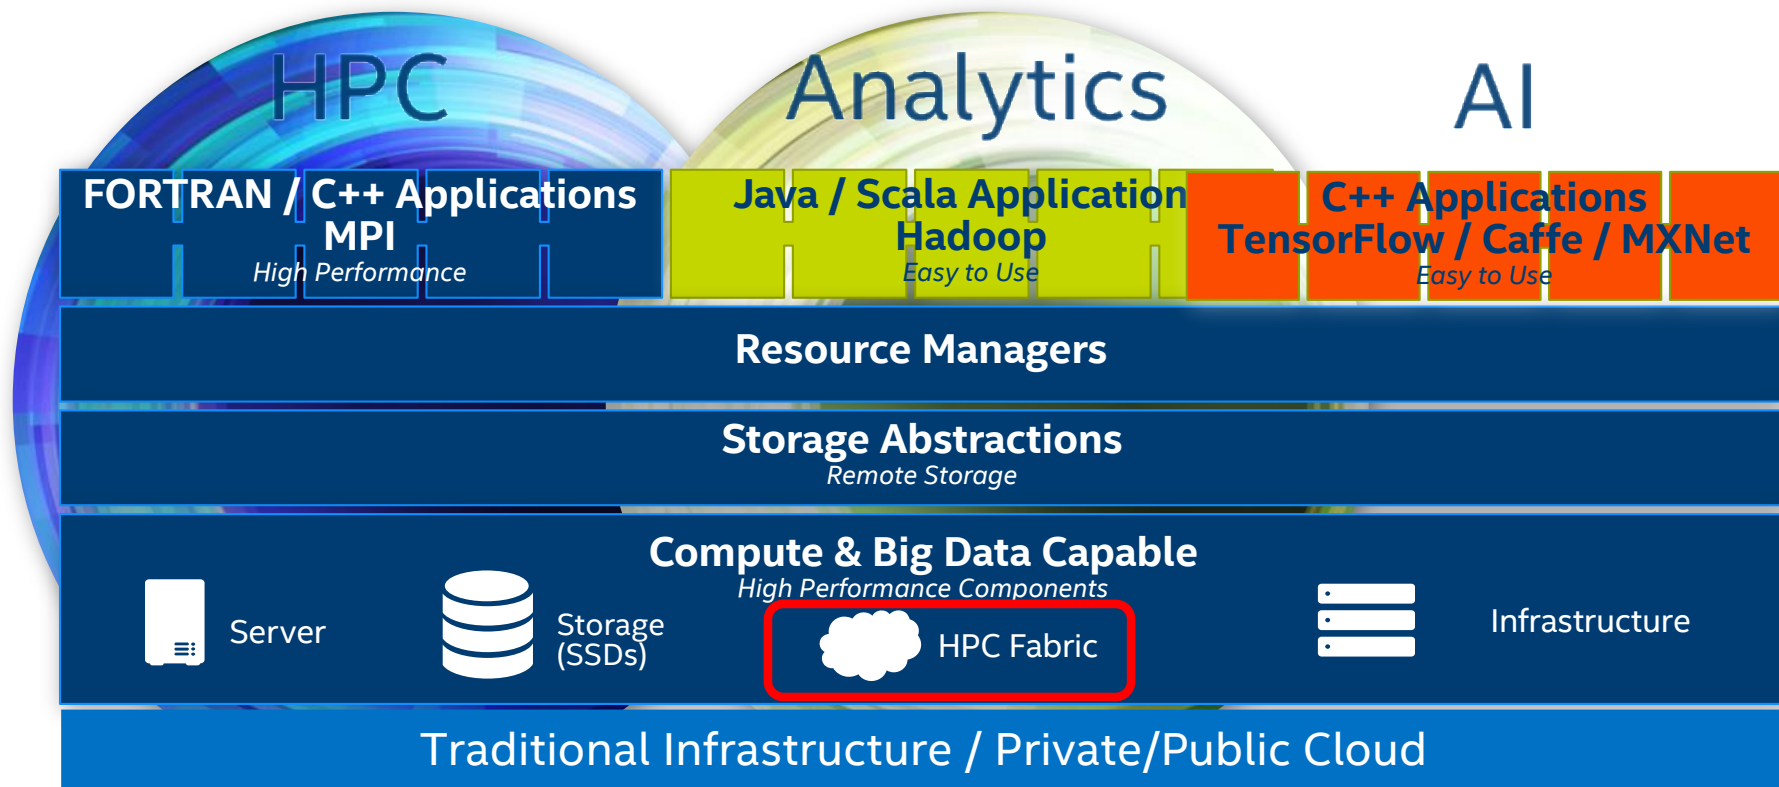 HPC
Analytics
AI
FORTRAN / C++ Applications
MPI
High Performance
Java / Scala Application
Hadoop
Easy to Use
C++ Applications
TensorFlow / Caffe / MXNet
Easy to Use
Resource Managers
Storage Abstractions
Remote Storage
Compute & Big Data Capable
High Performance Components
Server
Storage
(SSDs)
HPC Fabric
Infrastructure
Traditional Infrastructure / Private/Public Cloud